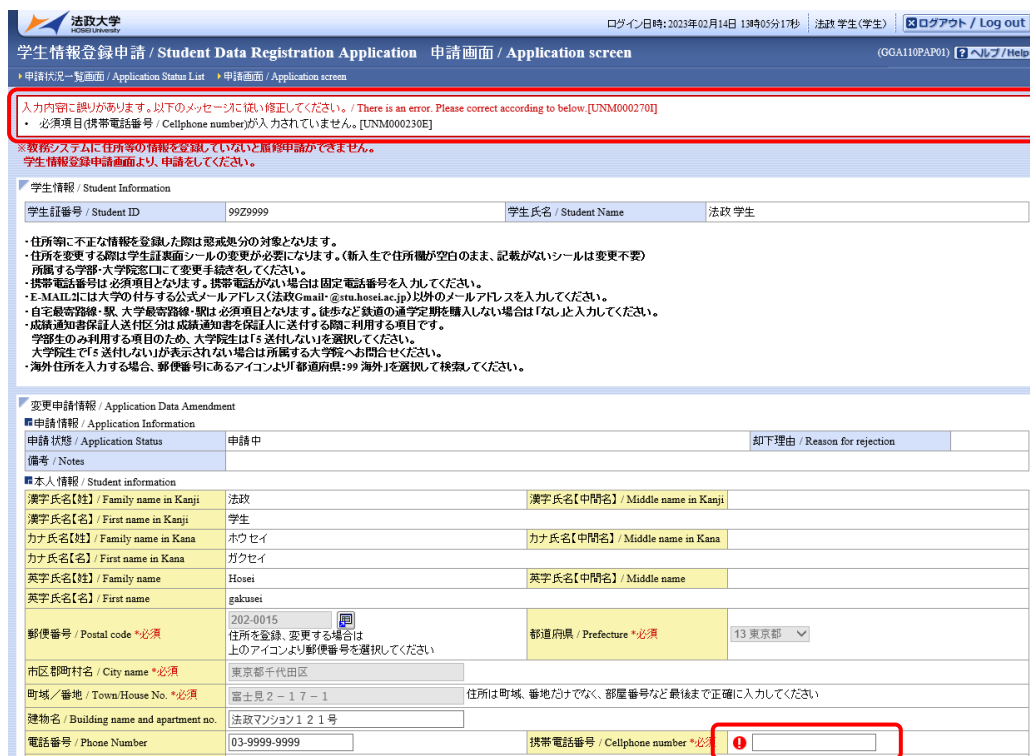 法政大学
HOSEI University
ログイン日時:2023年02月14日 13時05分17秒 法政 学生(学生) ログアウト / Log out
学生情報登録申請 / Student Data Registration Application 申請画面 / Application screen (GGA110PAP01) ヘルプ/Help
申請状況一覧画面 / Application Status List 申請画面 / Application screen
入力内容に誤りがあります。以下のメッセージに従い修正してください。 / There is an error. Please correct according to below.[UNM000270I]
・ 必須項目(携帯電話番号 / Cellphone number)が入力されていません。[UNM000230E]
※教務システムに住所等の情報を登録していないと履修申請ができません。
学生情報登録申請画面より、申請をしてください。
学生情報 / Student Information
学生証番号 / Student ID 99Z9999 学生氏名 / Student Name 法政 学生
・住所等に不正な情報を登録した際は懲戒処分の対象となります。
・住所を変更する際は学生証裏面シールの変更が必要になります。(新入生で住所欄が空白のまま、記載がないシールは変更不要)
所属する学部・大学院窓口にて変更手続きをしてください。
・携帯電話番号は必須項目となります。携帯電話がない場合は固定電話番号を入力してください。
・E-MAIL2には大学の付与する公式メールアドレス(法政Gmail・@stu.hosei.ac.jp)以外のメールアドレスを入力してください。
・自宅最寄路線・駅、大学最寄路線・駅は必須項目となります。徒歩など鉄道の通学定期を購入しない場合は「なし」と入力してください。
・成績通知書保証人送付区分は成績通知書を保証人に送付する際に利用する項目です。
学部生のみ利用する項目のため、大学院生は「5 送付しない」を選択してください。
大学院生で「5 送付しない」が表示されない場合は所属する大学院へお問合せください。
・海外住所を入力する場合、郵便番号にあるアイコンより「都道府県:99 海外」を選択して検索してください。
変更申請情報 / Application Data Amendment
申請情報 / Application Information
申請状態 / Application Status 申請中 却下理由 / Reason for rejection
備考 / Notes
本人情報 / Student information
漢字氏名【姓】 / Family name in Kanji 法政 漢字氏名【中間名】 / Middle name in Kanji
漢字氏名【名】 / First name in Kanji 学生
カナ氏名【姓】 / Family name in Kana ホウセイ カナ氏名【中間名】 / Middle name in Kana
カナ氏名【名】 / First name in Kana ガクセイ
英字氏名【姓】 / Family name Hosei 英字氏名【中間名】 / Middle name
英字氏名【名】 / First name gakusei
郵便番号 / Postal code *必須 202-0015
住所を登録、変更する場合は
上のアイコンより郵便番号を選択してください
都道府県 / Prefecture *必須 13 東京都
市区郡町村名 / City name *必須 東京都千代田区
町域/番地 / Town/House No. *必須 富士見2-17-1 住所は町域、番地だけでなく、部屋番号など最後まで正確に入力してください
建物名 / Building name and apartment no. 法政マンション121号
電話番号 / Phone Number 03-9999-9999 携帯電話番号 / Cellphone number *必須